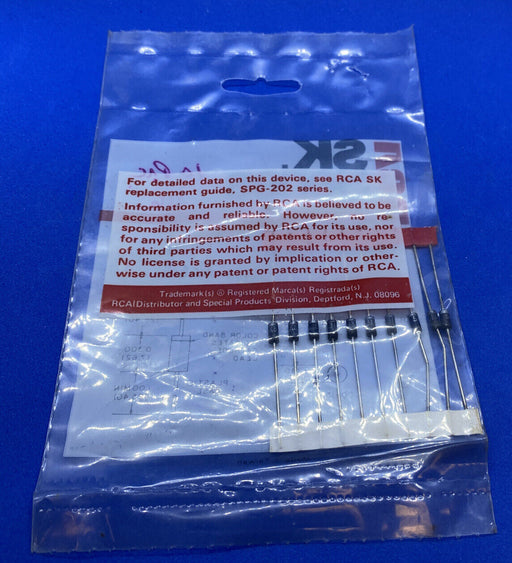 SK.
For detailed data on this device, see RCA SK
replacement guide, SPG-202 series.
Information furnished by RCA is believed to be
accurate and reliable. However, no re-
sponsibility is assumed by RCA for its use, nor
for any infringements of patents or other rights
of third parties which may result from its use.
No license is granted by implication or other-
wise under any patent or patent rights of RCA.
Trademark(s) ® Registered Marca(s) Registrada(s)
RCA|Distributor and Special Products Division, Deptford, N.J. 08096
COLOR BAND
LEAD